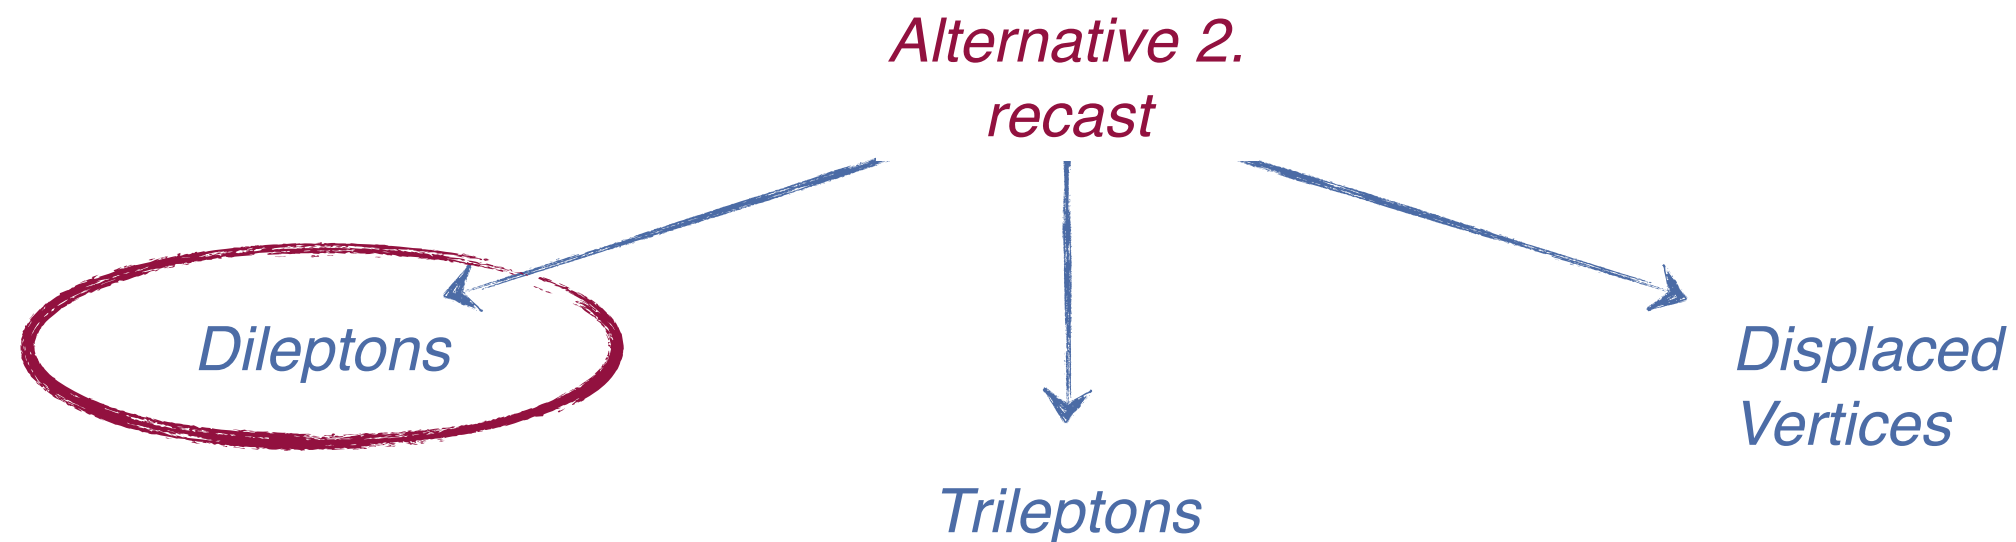 Alternative 2.
recast
Dileptons
Trileptons
Displaced
Vertices